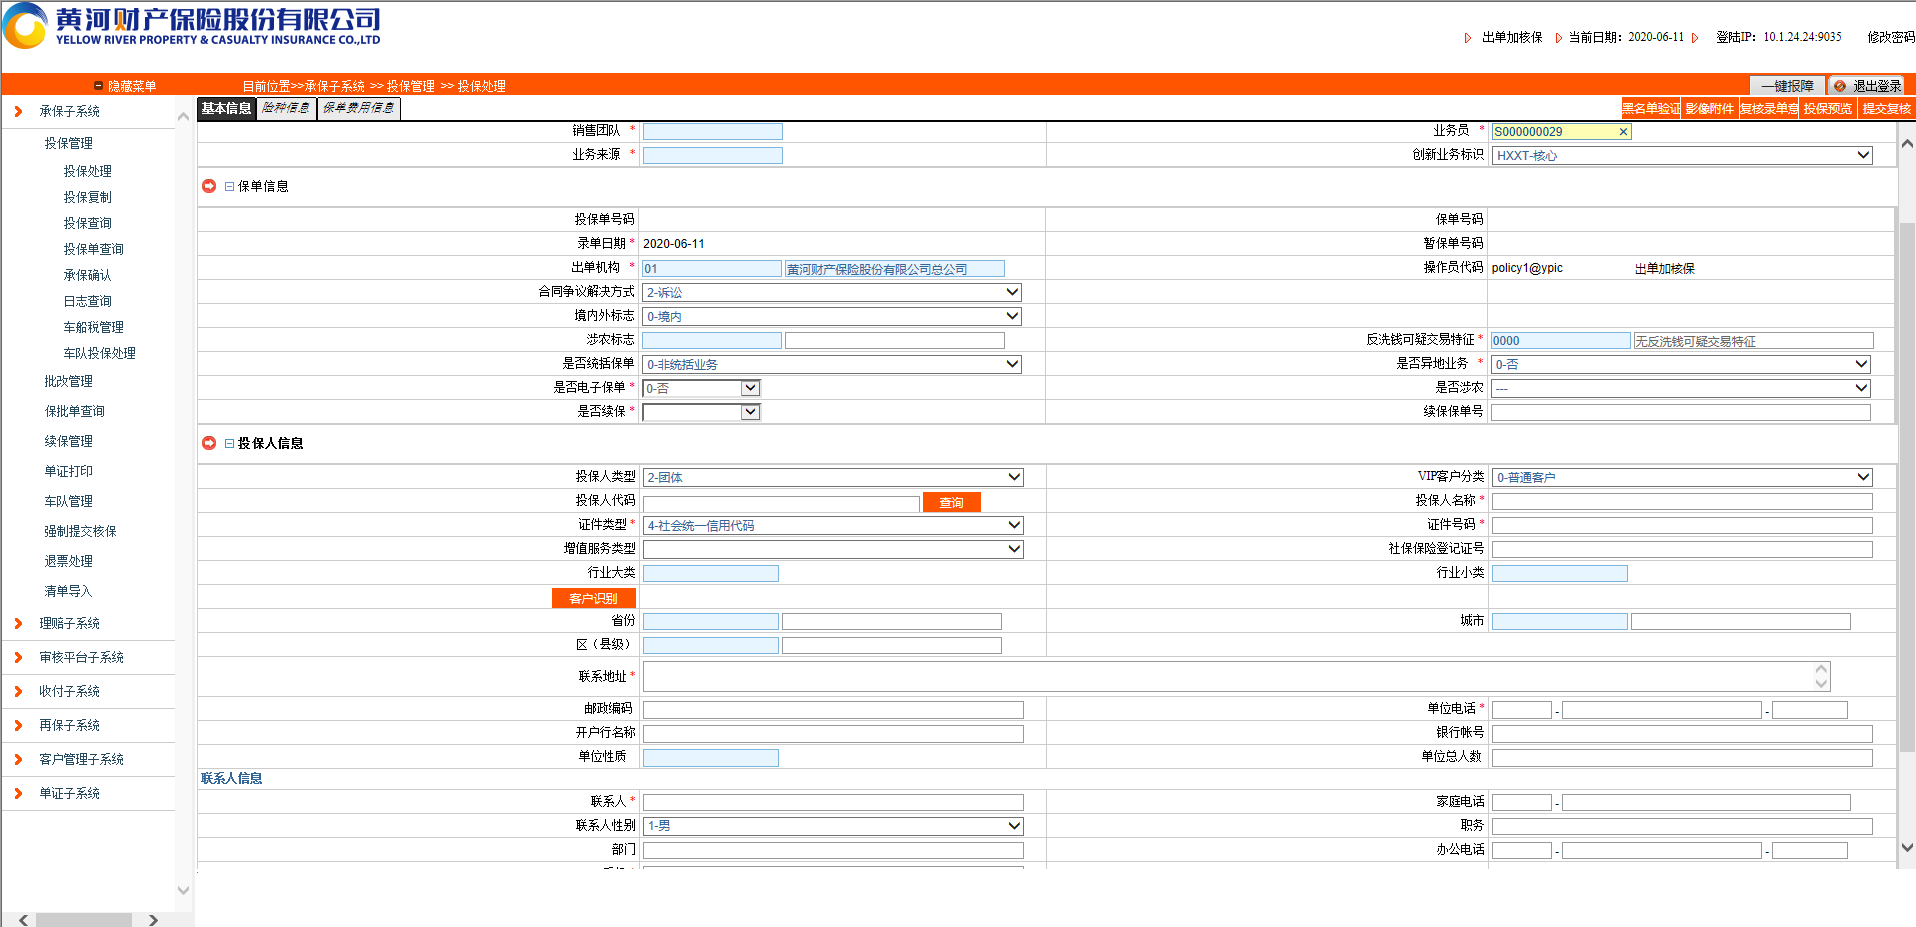 黄河财产保险股份有限公司
YELLOW RIVER PROPERTY & CASUALTY INSURANCE CO.,LTD
出单加核保 当前日期：2020-06-11 登陆IP：10.1.24.24:9035 修改密码
隐藏菜单 目前位置>>承保子系统 >> 投保管理 >> 投保处理 一键报障 退出登录
基本信息 险种信息 保单费用信息 黑名单验证 影像附件 复核录单意 投保预览 提交复核
承保子系统
投保管理
投保处理
投保复制
投保查询
投保单查询
承保确认
日志查询
车船税管理
车队投保处理
批改管理
保批单查询
续保管理
单证打印
车队管理
强制提交核保
退票处理
清单导入
理赔子系统
审核平台子系统
收付子系统
再保子系统
客户管理子系统
单证子系统
销售团队 * 业务员 * S000000029 ×
业务来源 * 创新业务标识 HXXT-核心
保单信息
投保单号码 保单号码
录单日期 * 2020-06-11 暂保单号码
出单机构 * 01 黄河财产保险股份有限公司总公司 操作员代码 policy1@ypic 出单加核保
合同争议解决方式 2-诉讼
境内外标志 0-境内
涉农标志 反洗钱可疑交易特征 * 0000 无反洗钱可疑交易特征
是否统括保单 0-非统括业务 是否异地业务 * 0-否
是否电子保单 * 0-否 是否涉农 ---
是否续保 * 续保保单号
投保人信息
投保人类型 2-团体 VIP客户分类 0-普通客户
投保人代码 查询 投保人名称 *
证件类型 * 4-社会统一信用代码 证件号码 *
增值服务类型 社保保险登记证号
行业大类 行业小类
客户识别
省份 城市
区（县级）
联系地址 *
邮政编码 单位电话 * - -
开户行名称 银行帐号
单位性质 单位总人数
联系人信息
联系人 * 家庭电话 -
联系人性别 1-男 职务
部门 办公电话 - -